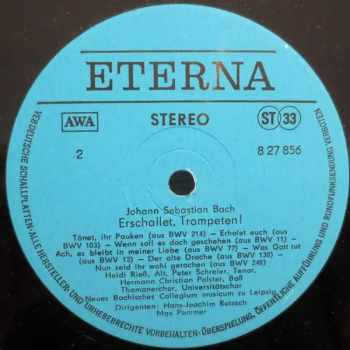 ETERNA
AWA
STEREO
ST 33
2
8 27 856
Johann Sebastian Bach
Erschallet, Trompeten!
Tönet, ihr Pauken (aus BWV 214) - Erholet euch (aus
BWV 103) - Wenn soll es doch geschehen (aus BWV 11) -
Ach, es bleibt in meiner Liebe (aus BWV 77) - Was Gott tut
(aus BWV 12) - Der alte Drache (aus BWV 130) -
Nun seid ihr wohl gerochen (aus BWV 248)
Heidi Rieß, Alt, Peter Schreier, Tenor,
Hermann Christian Polster, Baß
Thomanerchor, Universitätschor
Neues Bachisches Collegium musicum zu Leipzig
Dirigenten: Hans-Joachim Rotzsch
Max Pommer
VEB DEUTSCHE SCHALLPLATTEN · ALLE HERSTELLER- UND URHEBERRECHTE VORBEHALTEN · ÜBERSPIELUNG, ÖFFENTLICHE AUFFÜHRUNG UND RUNDFUNKSENDUNG VERBOTEN